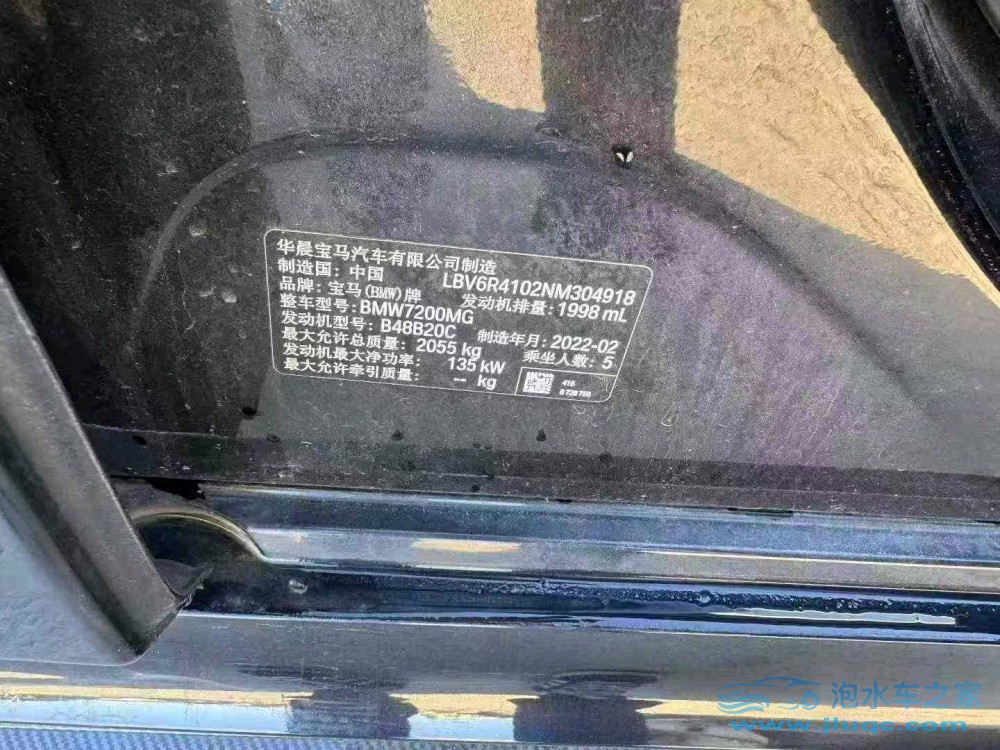 华晨宝马汽车有限公司制造
制造国：中国 LBV6R4102NM304918
品牌：宝马(BMW)牌 发动机排量：1998 mL
整车型号：BMW7200MG
发动机型号：B48B20C 制造年月：2022-02
最大允许总质量：2055 kg 乘坐人数：5
发动机最大净功率：135 kW
最大允许牵引质量：-- kg
416
泡水车之家